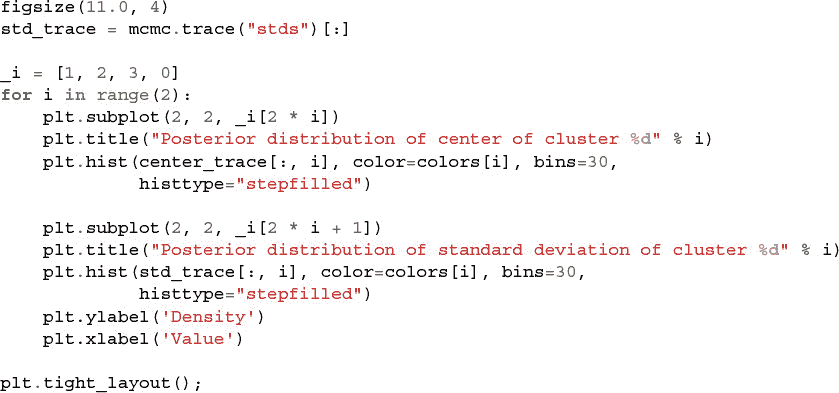 figsize(11.0, 4)
std_trace = mcmc.trace("stds")[:]

_i = [1, 2, 3, 0]
for i in range(2):
    plt.subplot(2, 2, _i[2 * i])
    plt.title("Posterior distribution of center of cluster %d" % i)
    plt.hist(center_trace[:, i], color=colors[i], bins=30,
             histtype="stepfilled")

    plt.subplot(2, 2, _i[2 * i + 1])
    plt.title("Posterior distribution of standard deviation of cluster %d" % i)
    plt.hist(std_trace[:, i], color=colors[i], bins=30,
             histtype="stepfilled")
    plt.ylabel('Density')
    plt.xlabel('Value')

plt.tight_layout();